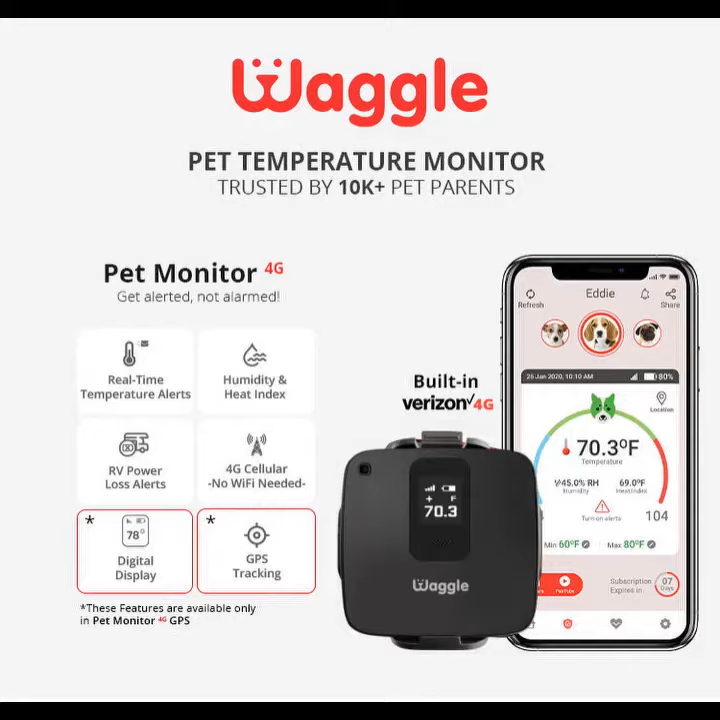 Waggle
PET TEMPERATURE MONITOR
TRUSTED BY 10K+ PET PARENTS
Pet Monitor 4G
Get alerted, not alarmed!
Real-Time
Temperature Alerts
Humidity &
Heat Index
RV Power
Loss Alerts
4G Cellular
-No WiFi Needed-
*
78°
Digital
Display
*
GPS
Tracking
*These Features are available only
in Pet Monitor 4G GPS
Built-in
verizon✓4G
+ F
70.3
Waggle
Eddie
Refresh
Share
26 Jan 2020, 10:10 AM
80%
Location
70.3°F
Temperature
45.0% RH
Humidity
69.0°F
HeatIndex
Turn on alerts
104
Min 60°F
Max 80°F
PetTube
Subscription
Expires in
07
Days